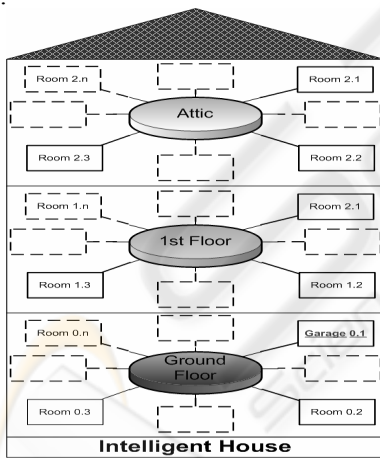 Room 2.n
Room 2.1
Attic
Room 2.3
Room 2.2
Room 1.n
Room 2.1
1st Floor
Room 1.3
Room 1.2
Room 0.n
Garage 0.1
Ground
Floor
Room 0.3
Room 0.2
Intelligent House